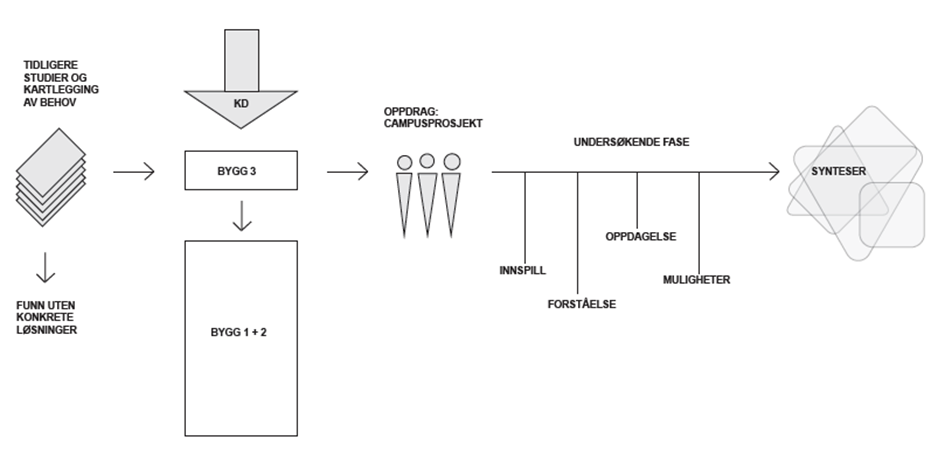 TIDLIGERE
STUDIER OG
KARTLEGGING
AV BEHOV
FUNN UTEN
KONKRETE
LØSNINGER
KD
BYGG 3
BYGG 1 + 2
OPPDRAG:
CAMPUSPROSJEKT
UNDERSØKENDE FASE
INNSPILL
FORSTÅELSE
OPPDAGELSE
MULIGHETER
SYNTESER